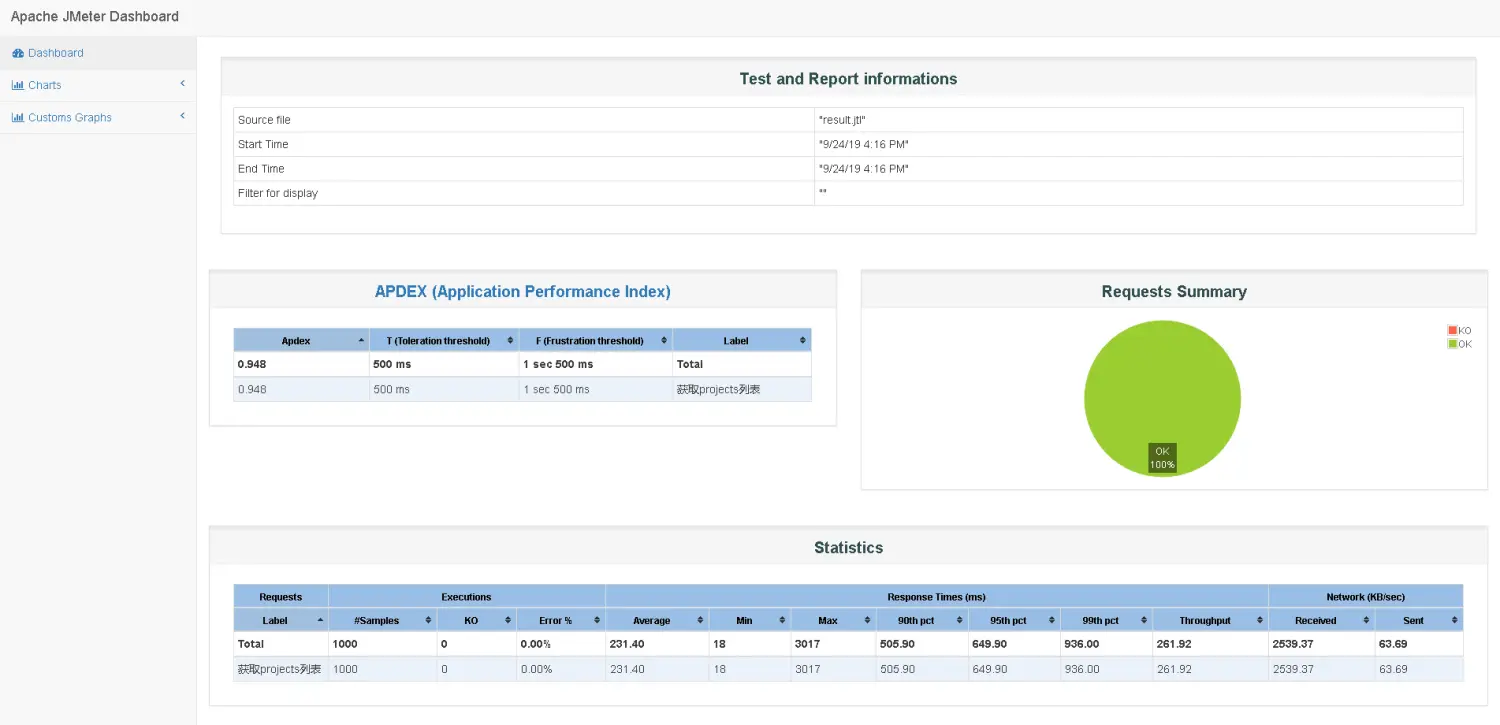 Apache JMeter Dashboard
Dashboard
Charts
Customs Graphs
Test and Report informations
Source file "result.jtl"
Start Time "9/24/19 4:16 PM"
End Time "9/24/19 4:16 PM"
Filter for display ""
APDEX (Application Performance Index)
Apdex T (Toleration threshold) F (Frustration threshold) Label
0.948 500 ms 1 sec 500 ms Total
0.948 500 ms 1 sec 500 ms 获取projects列表
Requests Summary
KO
OK
OK
100%
Statistics
Requests Executions Response Times (ms) Network (KB/sec)
Label #Samples KO Error % Average Min Max 90th pct 95th pct 99th pct Throughput Received Sent
Total 1000 0 0.00% 231.40 18 3017 505.90 649.90 936.00 261.92 2539.37 63.69
获取projects列表 1000 0 0.00% 231.40 18 3017 505.90 649.90 936.00 261.92 2539.37 63.69